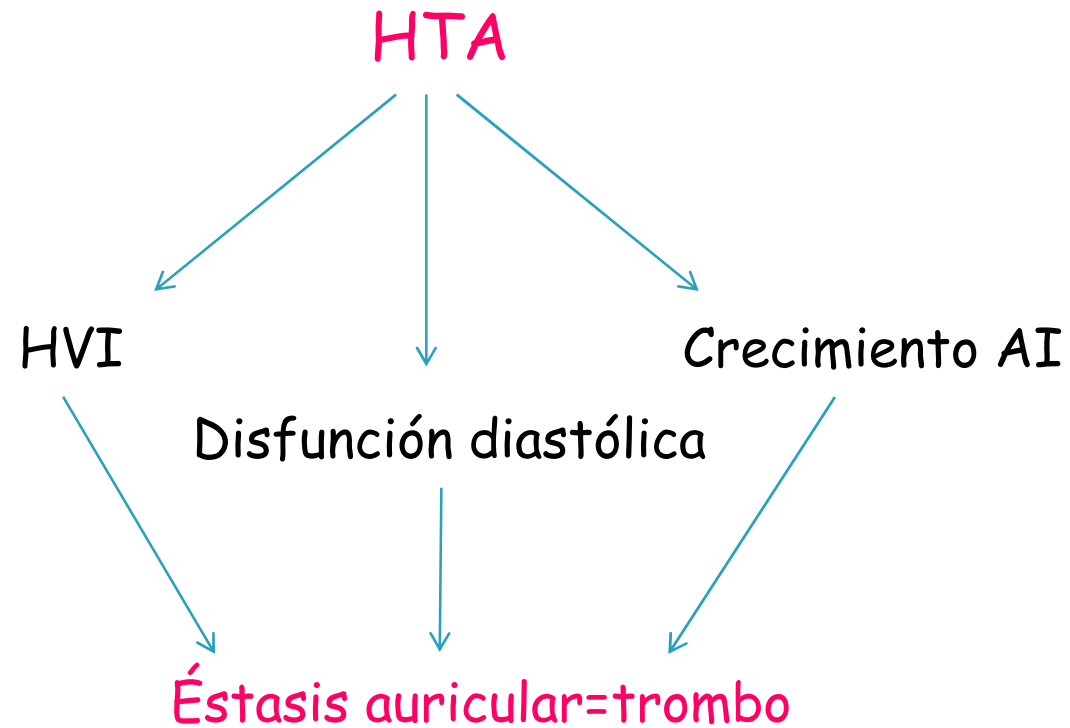 HTA
HVI
Crecimiento AI
Disfunción diastólica
Éstasis auricular=trombo